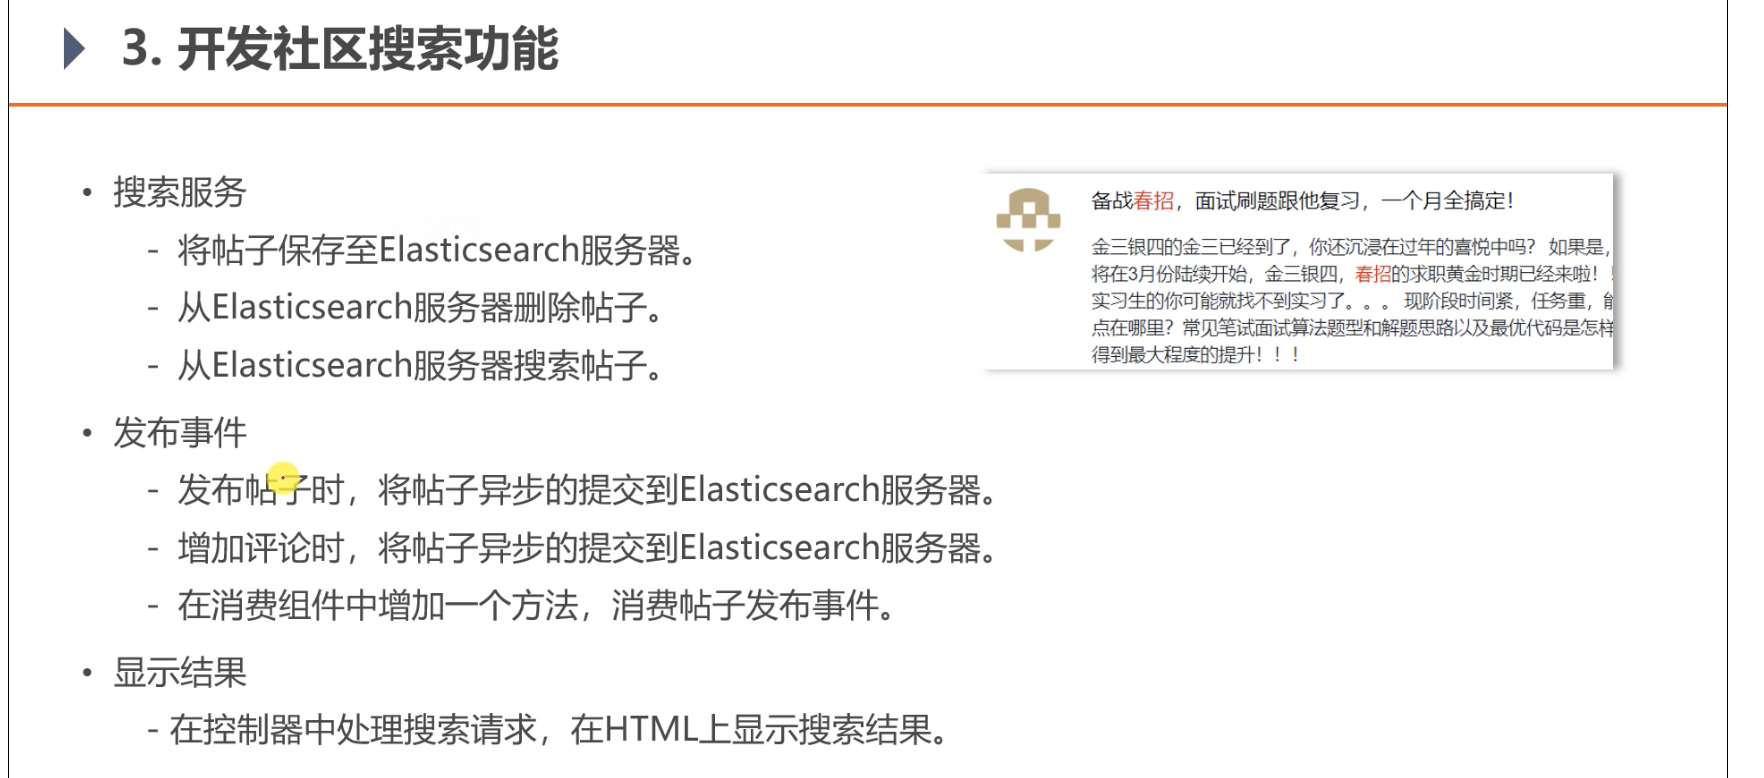 3. 开发社区搜索功能
• 搜索服务
- 将帖子保存至Elasticsearch服务器。
- 从Elasticsearch服务器删除帖子。
- 从Elasticsearch服务器搜索帖子。
• 发布事件
- 发布帖子时，将帖子异步的提交到Elasticsearch服务器。
- 增加评论时，将帖子异步的提交到Elasticsearch服务器。
- 在消费组件中增加一个方法，消费帖子发布事件。
• 显示结果
- 在控制器中处理搜索请求，在HTML上显示搜索结果。
备战春招，面试刷题跟他复习，一个月全搞定！
金三银四的金三已经到了，你还沉浸在过年的喜悦中吗？ 如果是，
将在3月份陆续开始，金三银四，春招的求职黄金时期已经来啦！！
实习生的你可能就找不到实习了。。。 现阶段时间紧，任务重，能
点在哪里？常见笔试面试算法题型和解题思路以及最优代码是怎样
得到最大程度的提升！！！